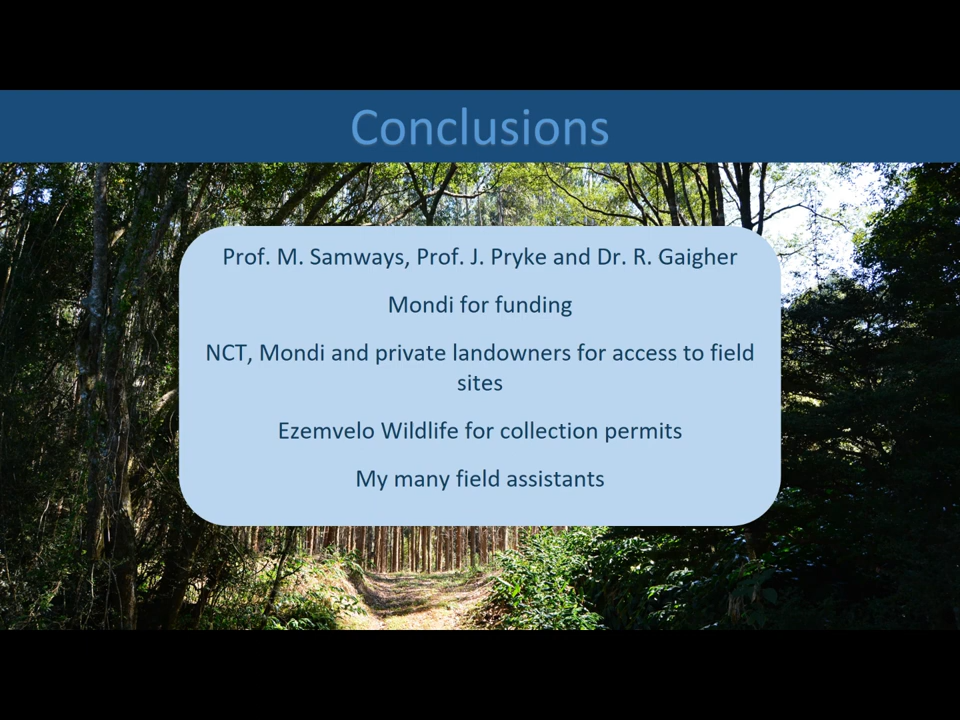 Conclusions
Prof. M. Samways, Prof. J. Pryke and Dr. R. Gaigher
Mondi for funding
NCT, Mondi and private landowners for access to field
sites
Ezemvelo Wildlife for collection permits
My many field assistants